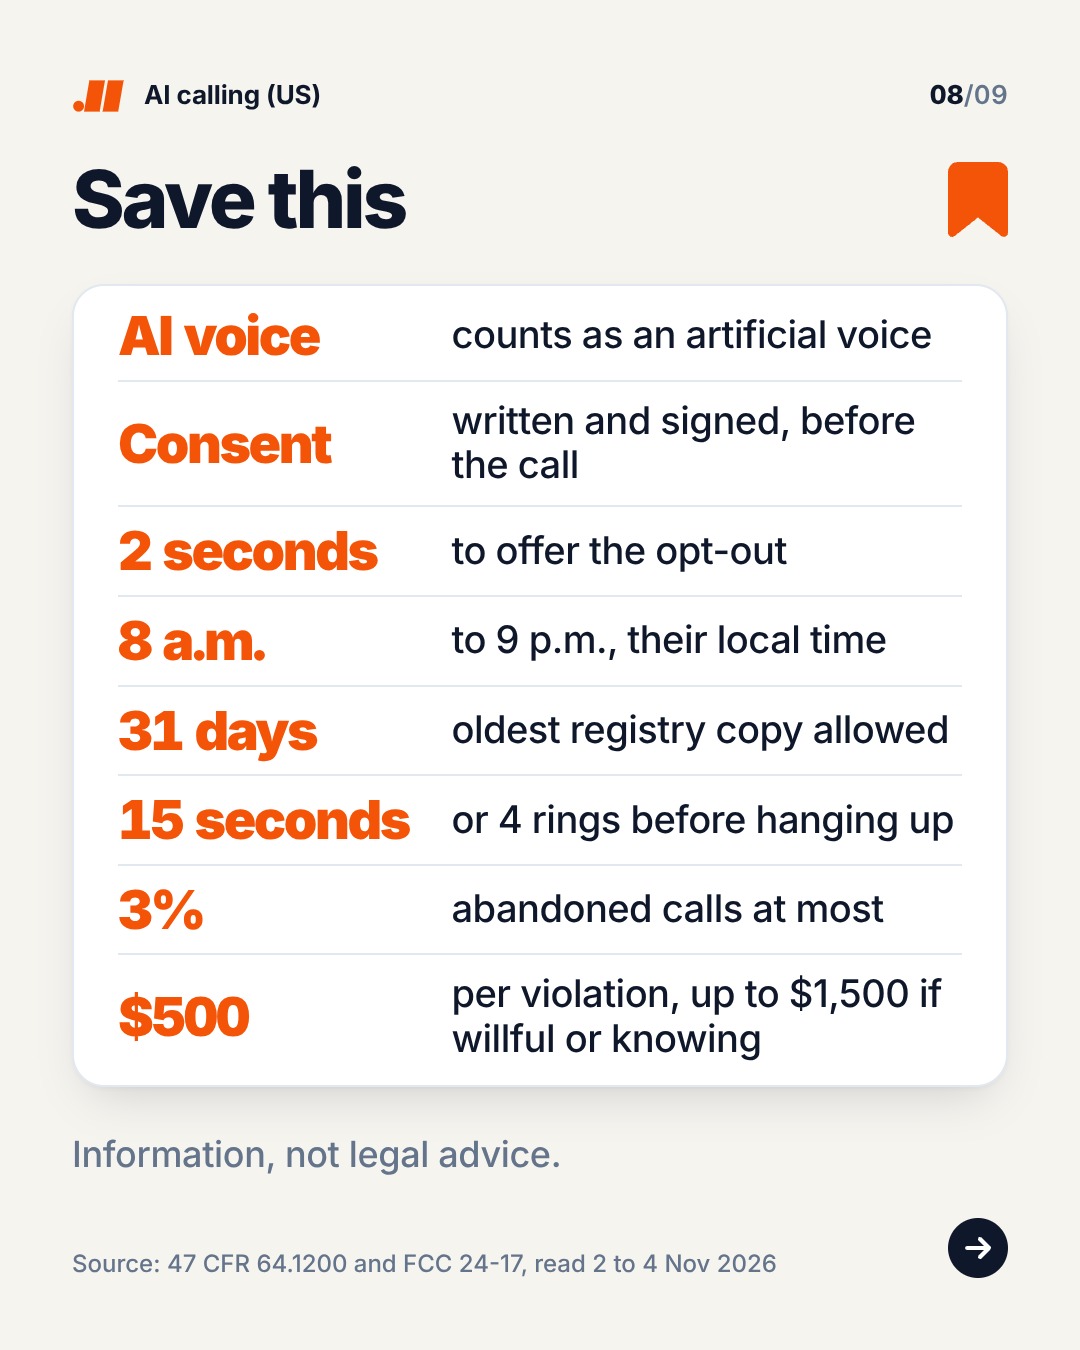 AI calling (US)
08/09
Save this
AI voice
counts as an artificial voice
Consent
written and signed, before
the call
2 seconds
to offer the opt-out
8 a.m.
to 9 p.m., their local time
31 days
oldest registry copy allowed
15 seconds
or 4 rings before hanging up
3%
abandoned calls at most
$500
per violation, up to $1,500 if
willful or knowing
Information, not legal advice.
Source: 47 CFR 64.1200 and FCC 24-17, read 2 to 4 Nov 2026